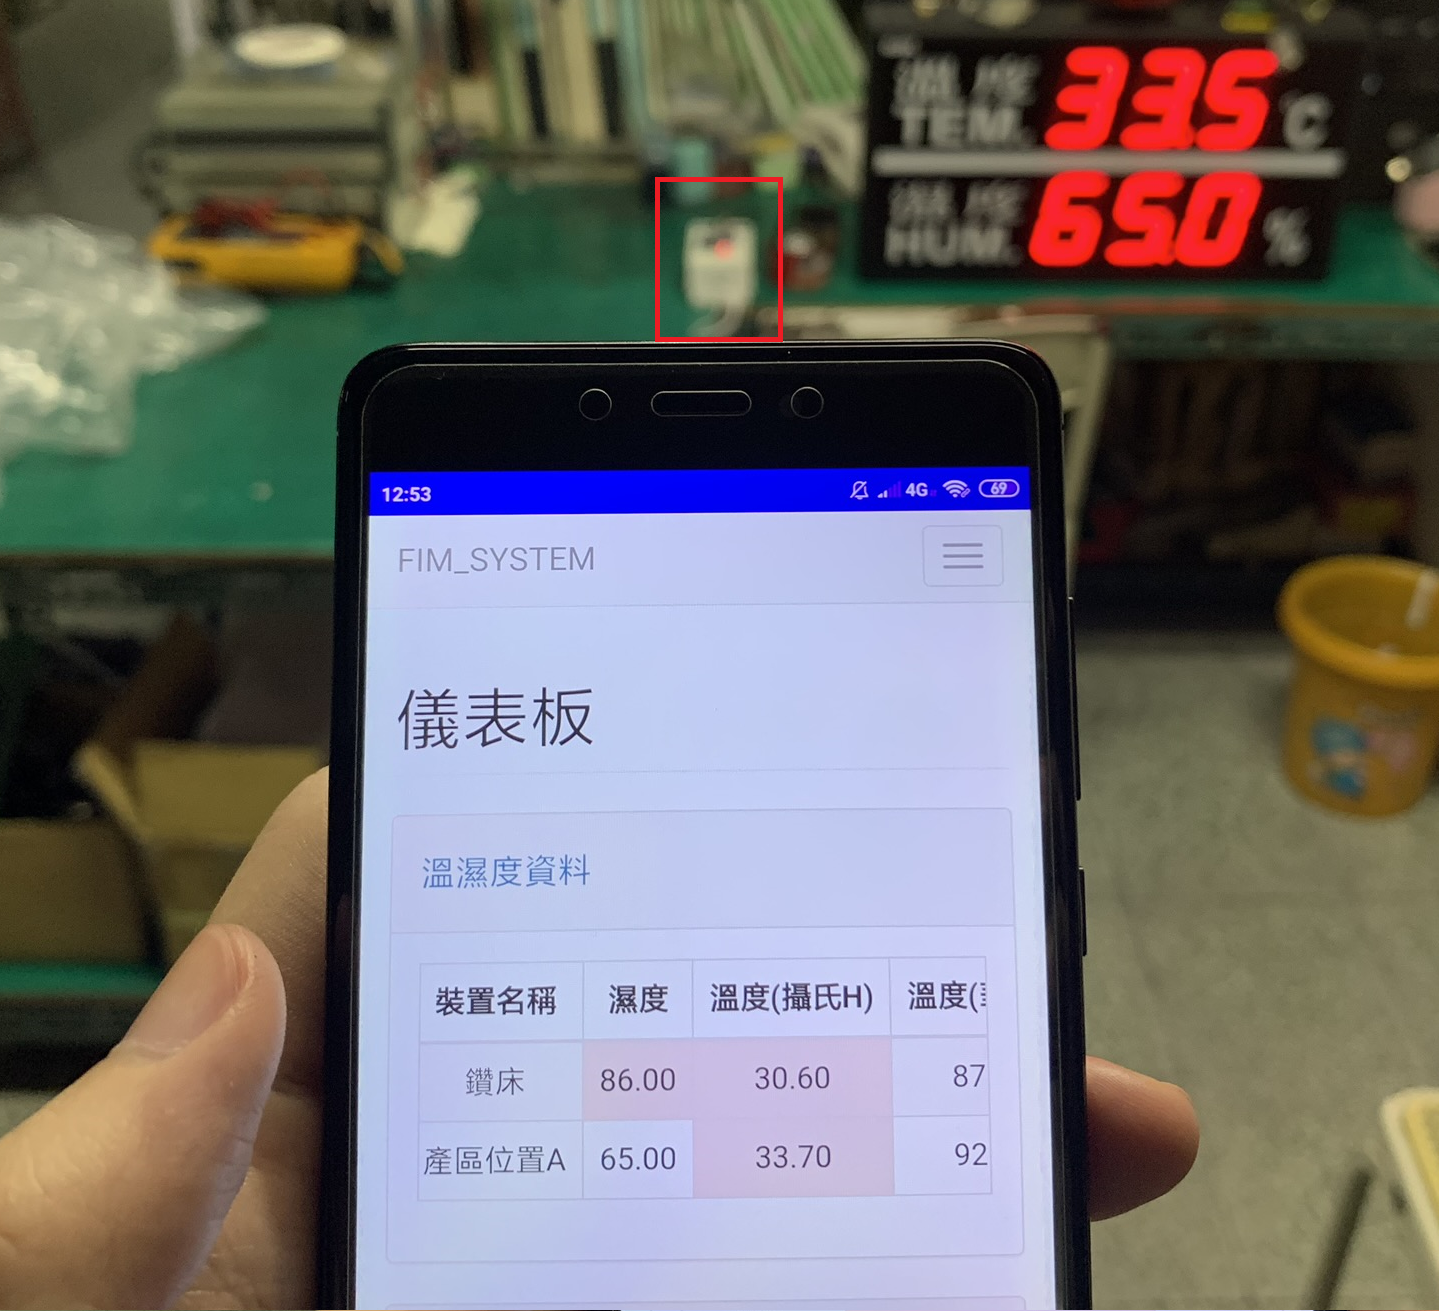 溫度 33.5 °C
TEM.
濕度 65.0 %
HUM.
12:53 4G 69
FIM_SYSTEM
儀表板
溫濕度資料
裝置名稱 濕度 溫度(攝氏H) 溫度(
鑽床 86.00 30.60 87
產區位置A 65.00 33.70 92